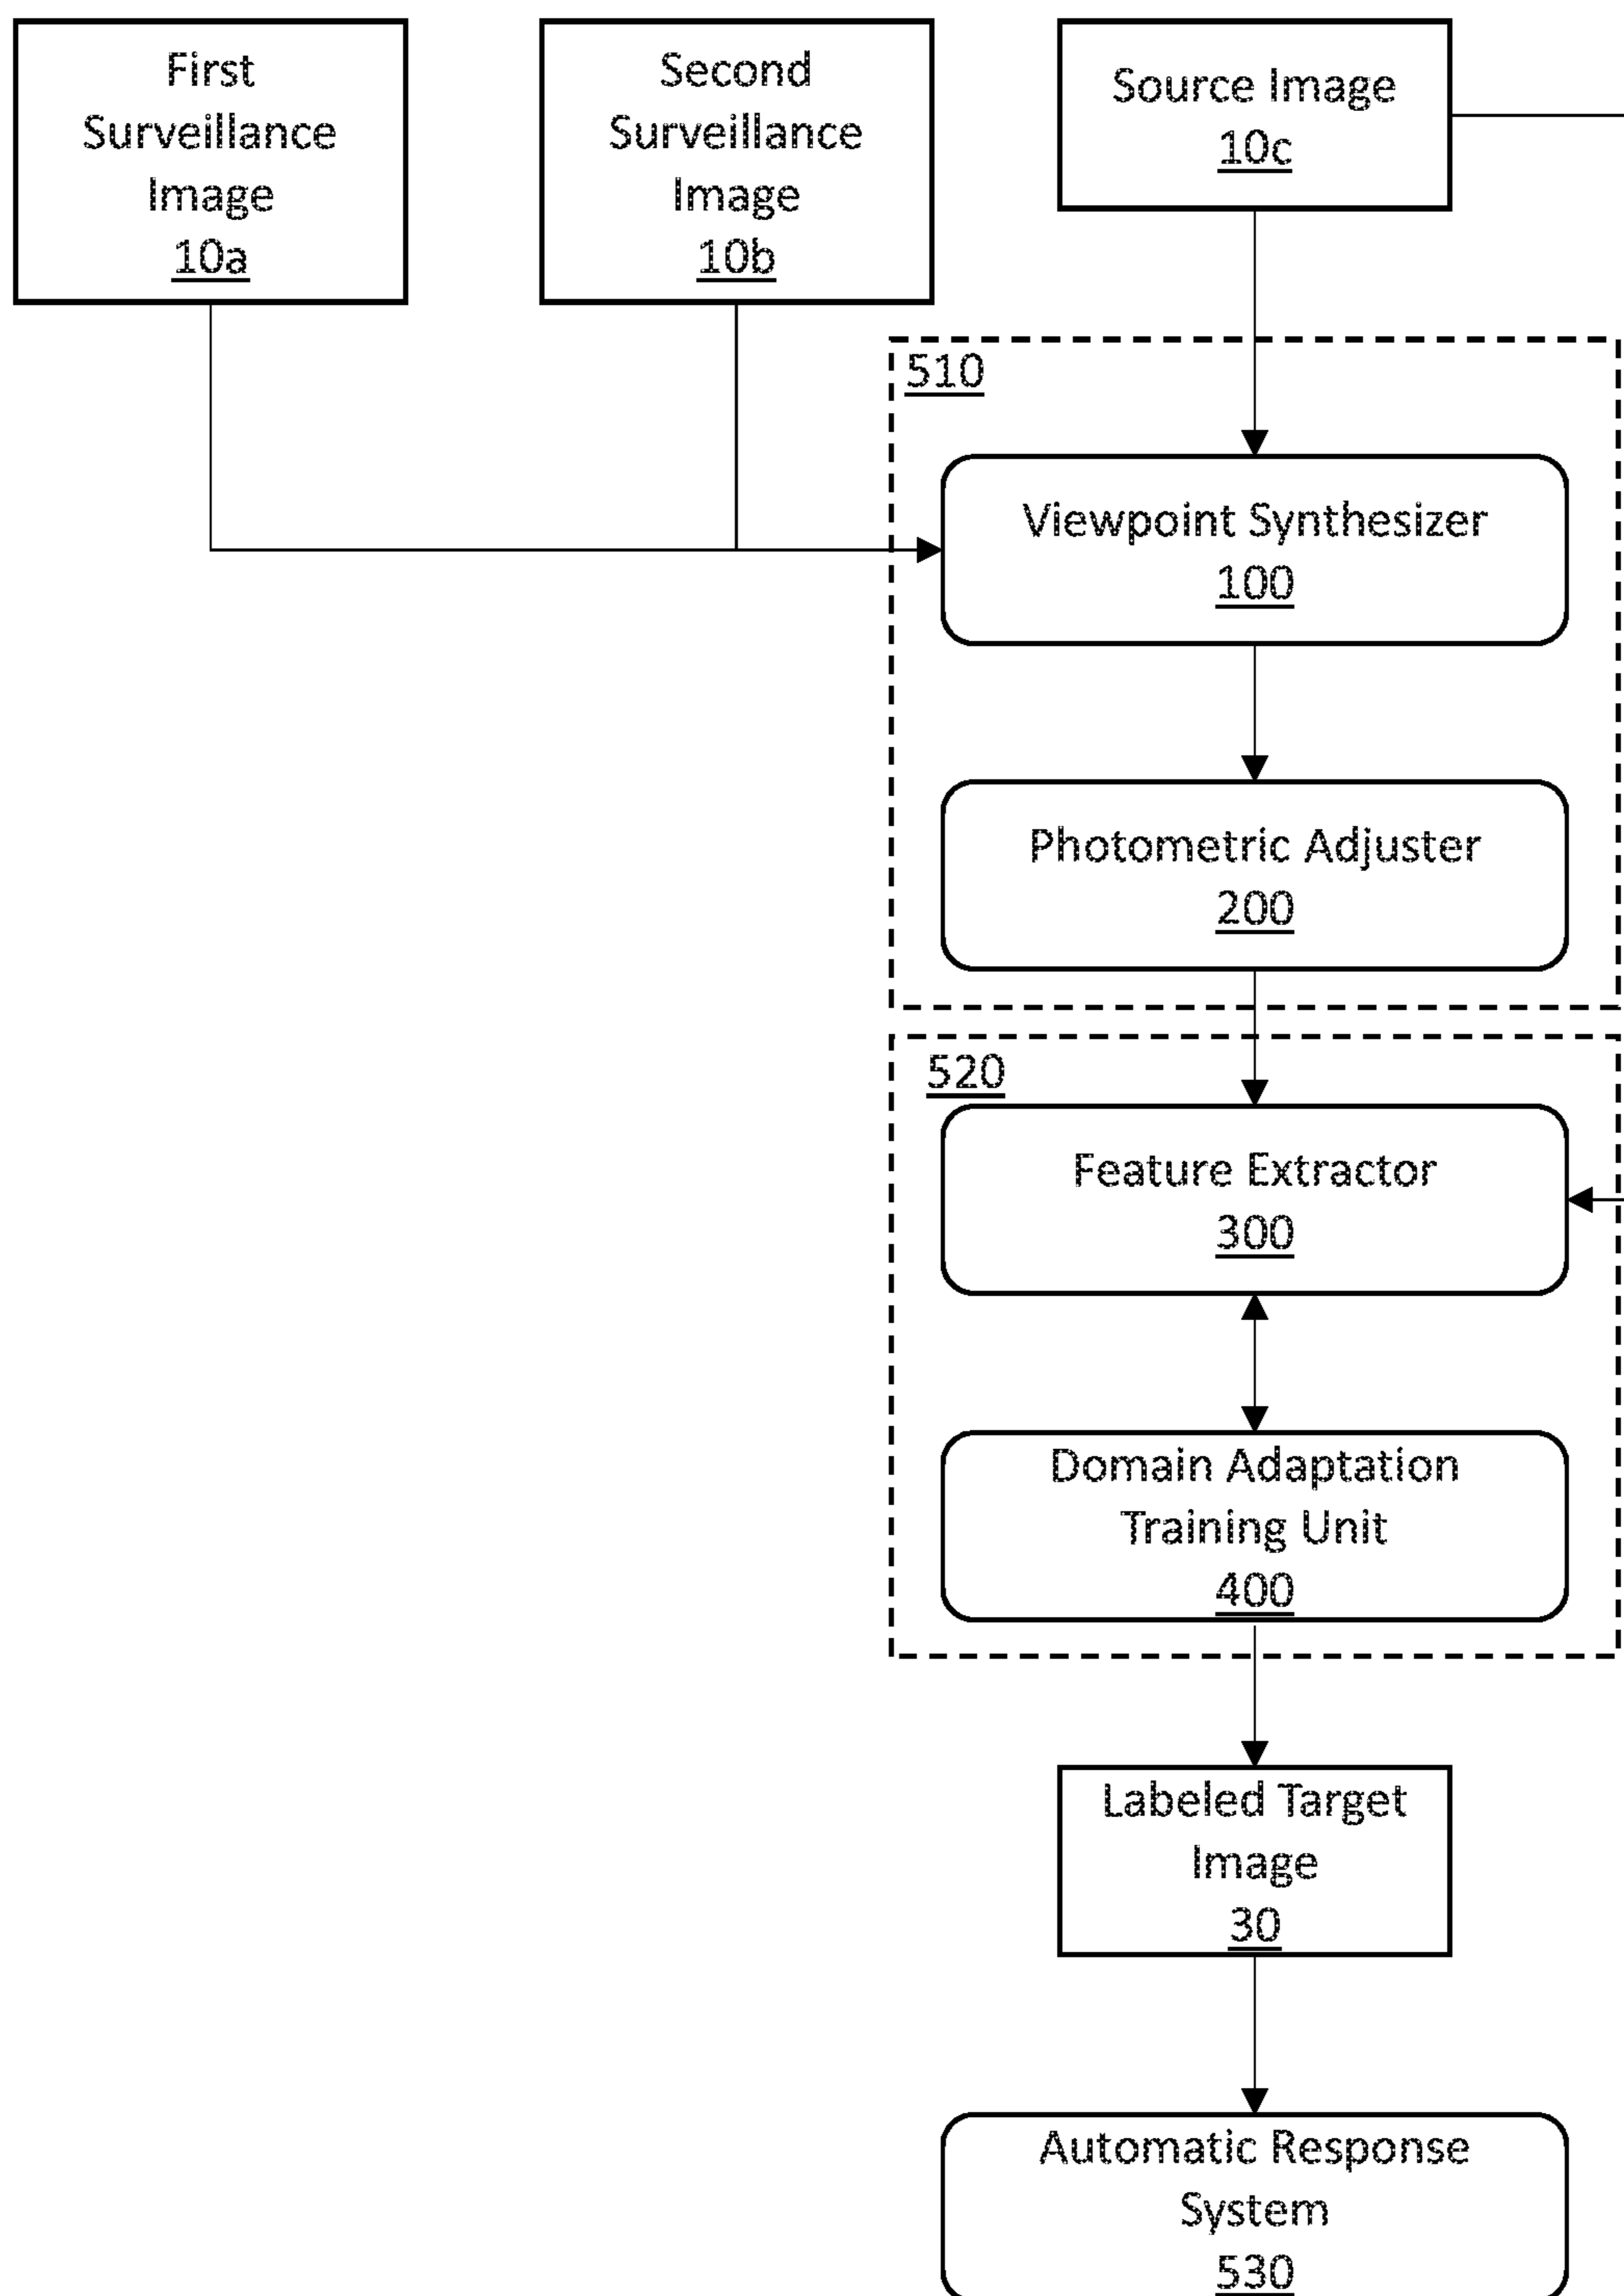 First
Surveillance
Image
10a
Second
Surveillance
Image
10b
Source Image
10c
510
Viewpoint Synthesizer
100
Photometric Adjuster
200
520
Feature Extractor
300
Domain Adaptation
Training Unit
400
Labeled Target
Image
30
Automatic Response
System
530